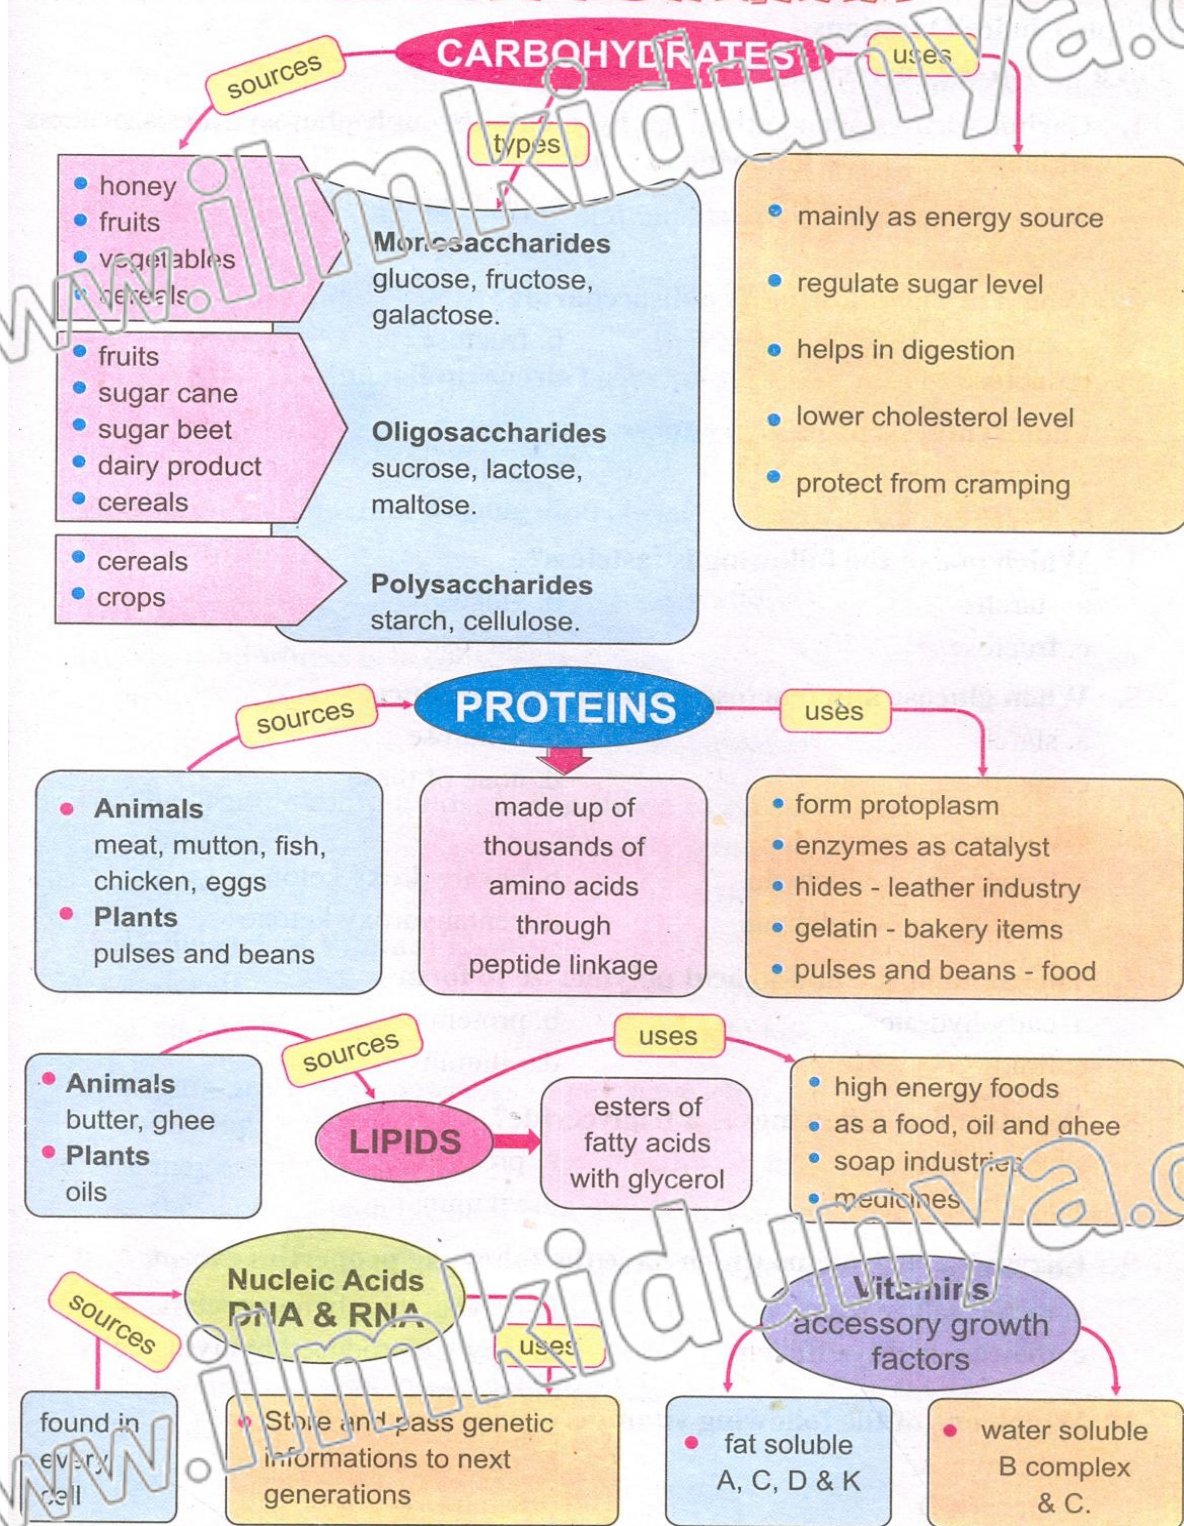 CARBOHYDRATES
sources
uses
types
honey
fruits
vegetables
cereals
fruits
sugar cane
sugar beet
dairy product
cereals
cereals
crops
Monosaccharides
glucose, fructose,
galactose.
Oligosaccharides
sucrose, lactose,
maltose.
Polysaccharides
starch, cellulose.
mainly as energy source
regulate sugar level
helps in digestion
lower cholesterol level
protect from cramping
www.ilmkidunya.c
PROTEINS
sources
uses
Animals
meat, mutton, fish,
chicken, eggs
Plants
pulses and beans
made up of
thousands of
amino acids
through
peptide linkage
form protoplasm
enzymes as catalyst
hides - leather industry
gelatin - bakery items
pulses and beans - food
sources
uses
LIPIDS
Animals
butter, ghee
Plants
oils
esters of
fatty acids
with glycerol
high energy foods
as a food, oil and ghee
soap industries
medicines
Nucleic Acids
DNA & RNA
sources
uses
found in
every
cell
Store and pass genetic
informations to next
generations
Vitamins
accessory growth
factors
fat soluble
A, C, D & K
water soluble
B complex
& C.
www.ilmkidunya.c